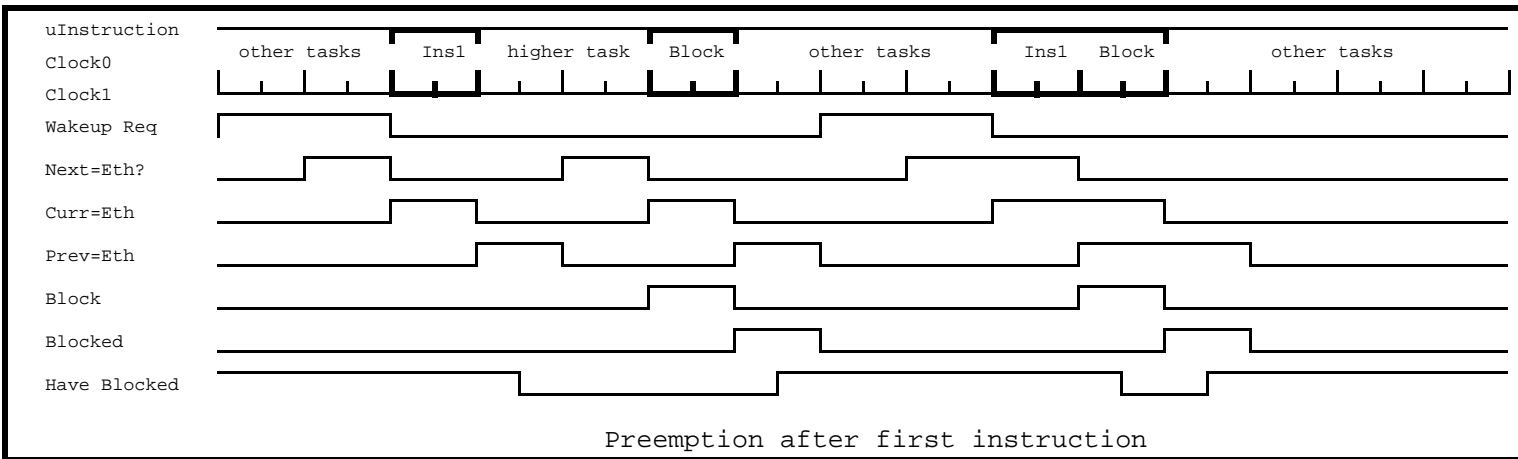 uInstruction
other tasks Ins1 higher task Block other tasks Ins1 Block other tasks
Clock0
Clock1
Wakeup Req
Next=Eth?
Curr=Eth
Prev=Eth
Block
Blocked
Have Blocked
Preemption after first instruction